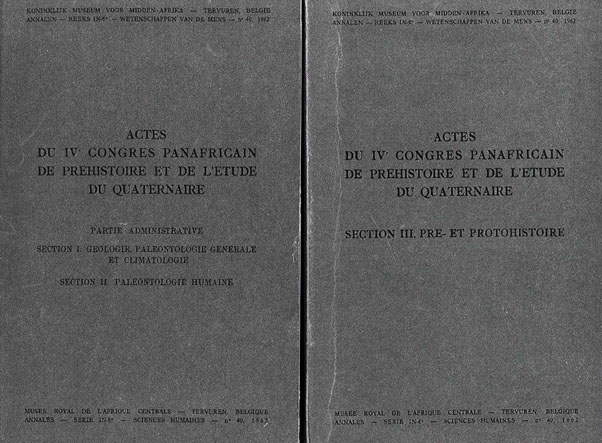 KONINKLIJK MUSEUM VOOR MIDDEN-AFRIKA — TERVUREN, BELGIE
ANNALEN — REEKS IN-8° — WETENSCHAPPEN VAN DE MENS — n° 40, 1962
ACTES
DU IVe CONGRES PANAFRICAIN
DE PREHISTOIRE ET DE L'ETUDE
DU QUATERNAIRE
PARTIE ADMINISTRATIVE
SECTION I. GEOLOGIE, PALEONTOLOGIE GENERALE
ET CLIMATOLOGIE
SECTION II. PALEONTOLOGIE HUMAINE
MUSEE ROYAL DE L'AFRIQUE CENTRALE — TERVUREN, BELGIQUE
ANNALES — SERIE IN-8° — SCIENCES HUMAINES — n° 40, 1962
KONINKLIJK MUSEUM VOOR MIDDEN-AFRIKA — TERVUREN, BELGIE
ANNALEN — REEKS IN-8° — WETENSCHAPPEN VAN DE MENS — n° 40, 1962
ACTES
DU IVe CONGRES PANAFRICAIN
DE PREHISTOIRE ET DE L'ETUDE
DU QUATERNAIRE
SECTION III. PRE- ET PROTOHISTOIRE
MUSEE ROYAL DE L'AFRIQUE CENTRALE — TERVUREN BELGIQUE
ANNALES — SERIE IN-8° — SCIENCES HUMAINES — n° 40, 1962